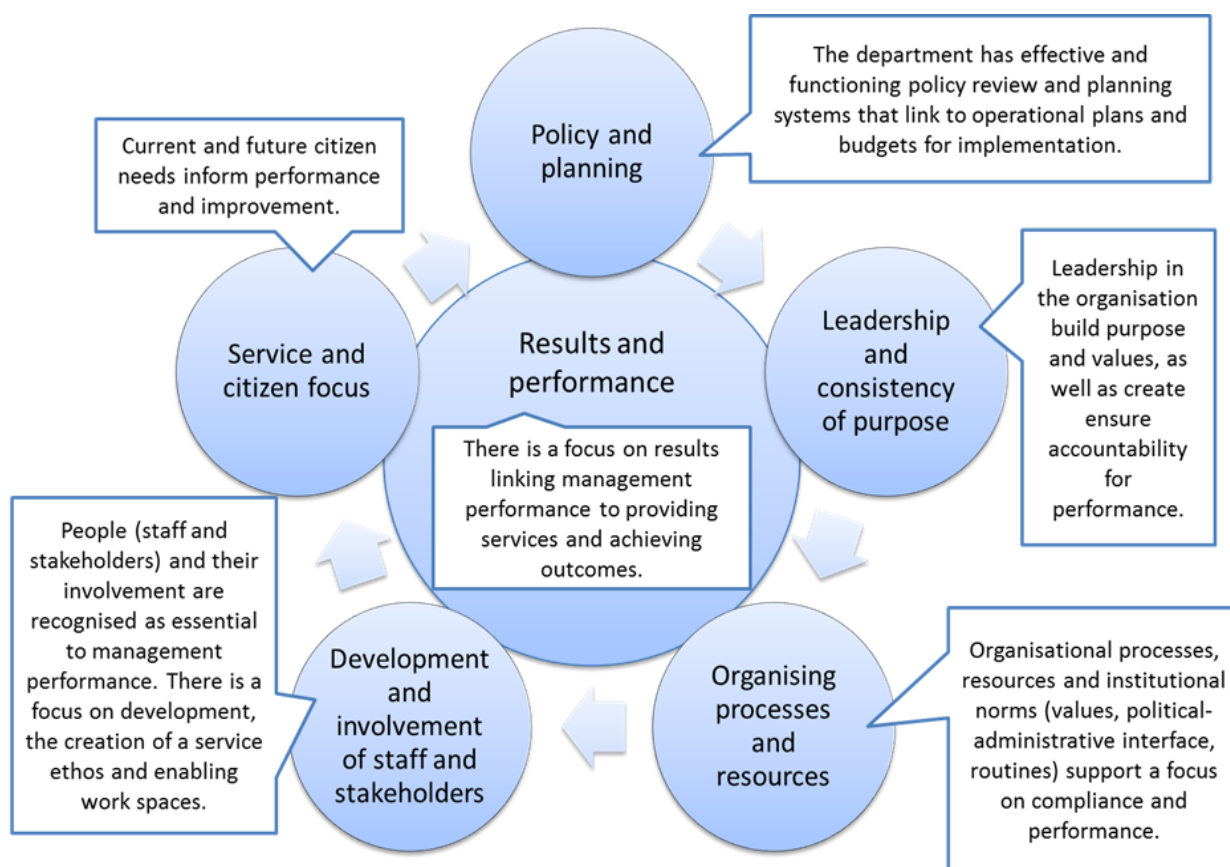 Policy and
planning
The department has effective and
functioning policy review and planning
systems that link to operational plans and
budgets for implementation.
Current and future citizen
needs inform performance
and improvement.
Service and
citizen focus
Results and
performance
There is a focus on results
linking management
performance to providing
services and achieving
outcomes.
Leadership
and
consistency
of purpose
Leadership in
the organisation
build purpose
and values, as
well as create
ensure
accountability
for
performance.
People (staff and
stakeholders) and their
involvement are
recognised as essential
to management
performance. There is a
focus on development,
the creation of a service
ethos and enabling
work spaces.
Development
and
involvement
of staff and
stakeholders
Organising
processes
and
resources
Organisational processes,
resources and institutional
norms (values, political-
administrative interface,
routines) support a focus
on compliance and
performance.